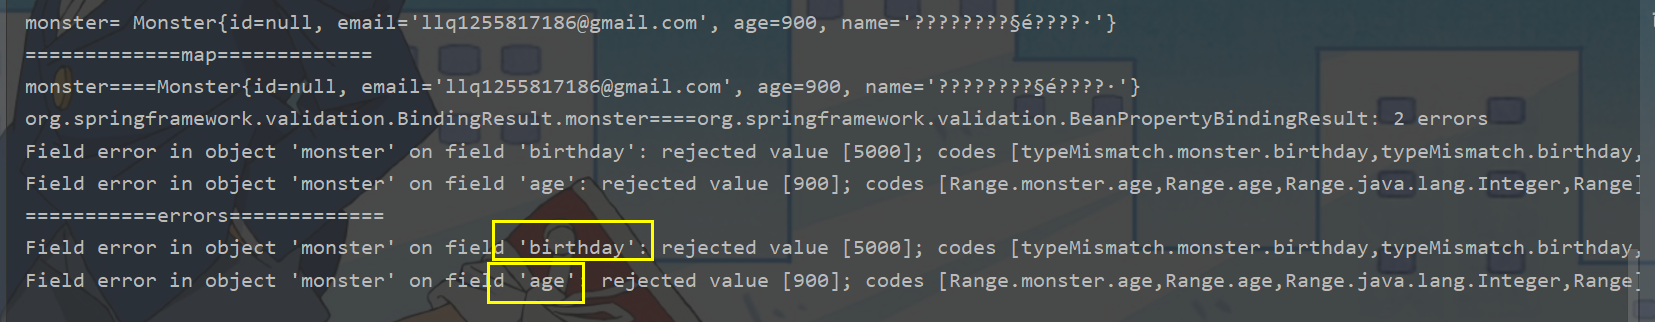 monster= Monster{id=null, email='llq1255817186@gmail.com', age=900, name='????????§é????·'}
=============map============
monster====Monster{id=null, email='llq1255817186@gmail.com', age=900, name='????????§é????·'}
org.springframework.validation.BindingResult.monster====org.springframework.validation.BeanPropertyBindingResult: 2 errors
Field error in object 'monster' on field 'birthday': rejected value [5000]; codes [typeMismatch.monster.birthday,typeMismatch.birthday,
Field error in object 'monster' on field 'age': rejected value [900]; codes [Range.monster.age,Range.age,Range.java.lang.Integer,Range]
===========errors============
Field error in object 'monster' on field 'birthday': rejected value [5000]; codes [typeMismatch.monster.birthday,typeMismatch.birthday,
Field error in object 'monster' on field 'age': rejected value [900]; codes [Range.monster.age,Range.age,Range.java.lang.Integer,Range]